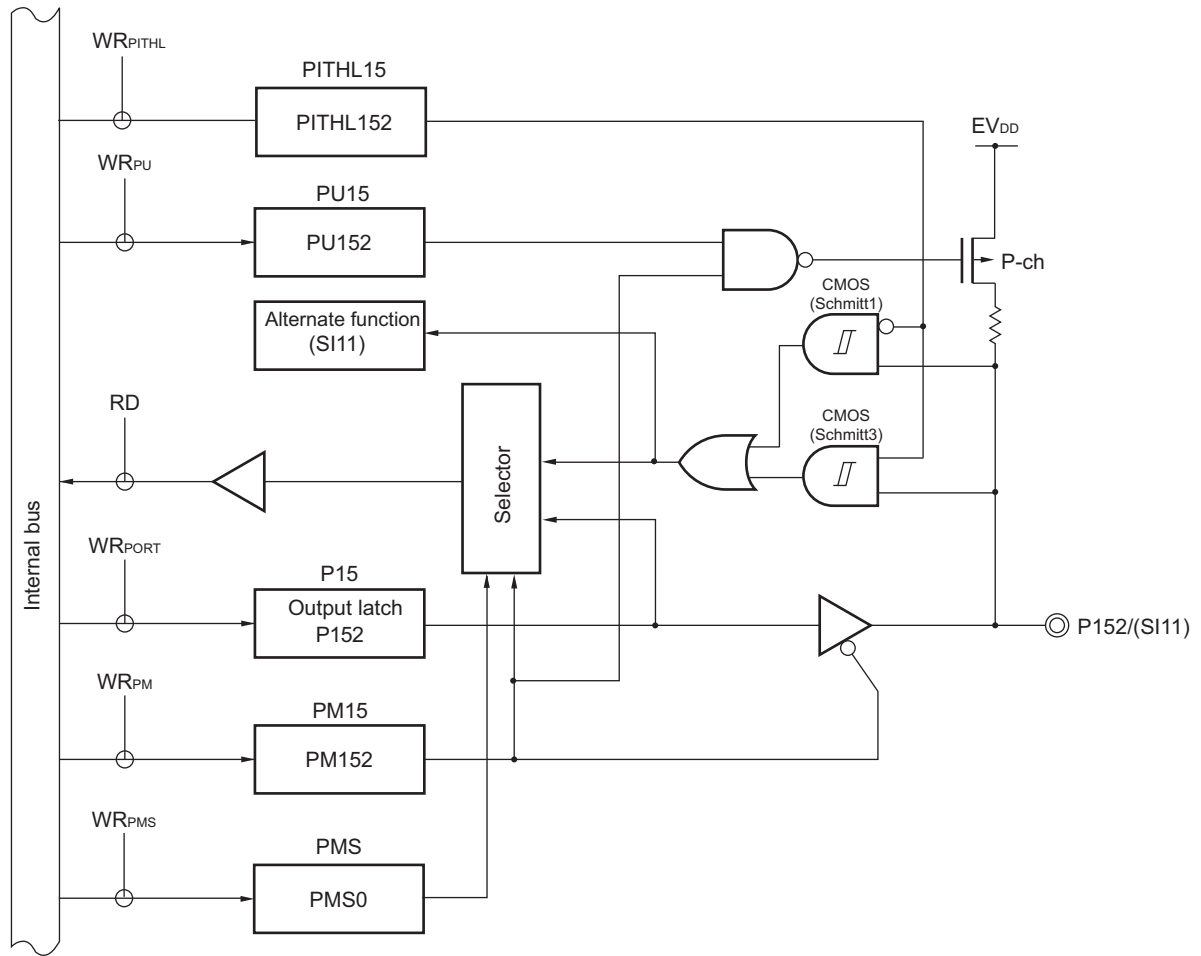 WRPITHL
PITHL15
PITHL152
EVDD
WRPU
PU15
PU152
P-ch
CMOS
(Schmitt1)
Alternate function
(SI11)
RD
CMOS
(Schmitt3)
Selector
Internal bus
WRPORT
P15
Output latch
P152
P152/(SI11)
WRPM
PM15
PM152
WRPMS
PMS
PMS0